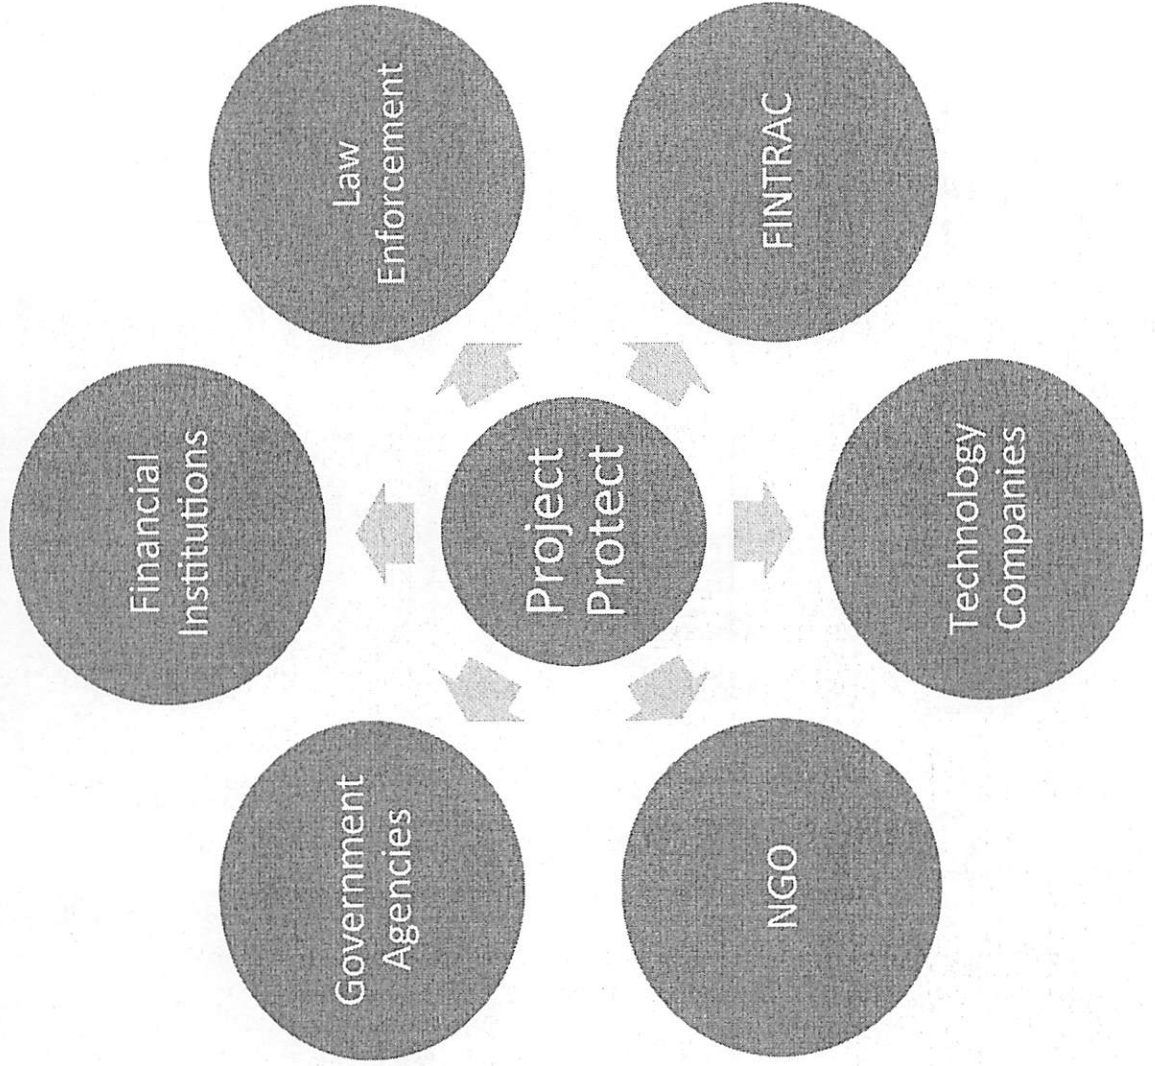 Financial
Institutions
Law
Enforcement
FINTRAC
Technology
Companies
NGO
Government
Agencies
Project
Protect